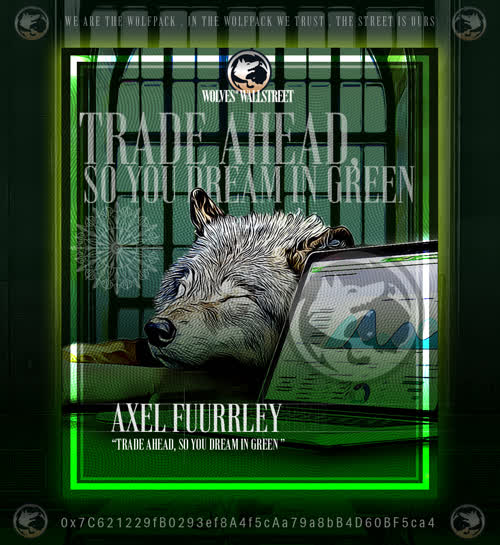 WE ARE THE WOLFPACK , IN THE WOLFPACK WE TRUST , THE STREET IS OURS
WOLVES OF WALLSTREET
TRADE AHEAD,
SO YOU DREAM IN GREEN
AXEL FUURRLEY
“TRADE AHEAD, SO YOU DREAM IN GREEN ”
0x7C621229fB0293ef8A4f5cAa79a8bB4D60BF5ca4